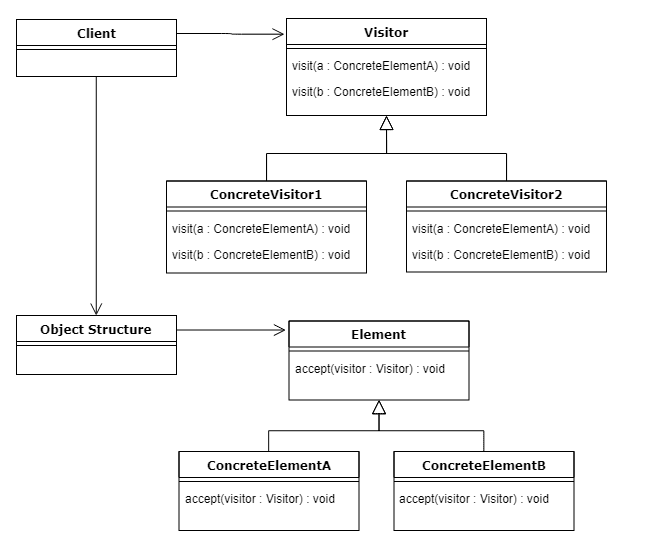 Client
Visitor
visit(a : ConcreteElementA) : void
visit(b : ConcreteElementB) : void
ConcreteVisitor1
visit(a : ConcreteElementA) : void
visit(b : ConcreteElementB) : void
ConcreteVisitor2
visit(a : ConcreteElementA) : void
visit(b : ConcreteElementB) : void
Object Structure
Element
accept(visitor : Visitor) : void
ConcreteElementA
accept(visitor : Visitor) : void
ConcreteElementB
accept(visitor : Visitor) : void